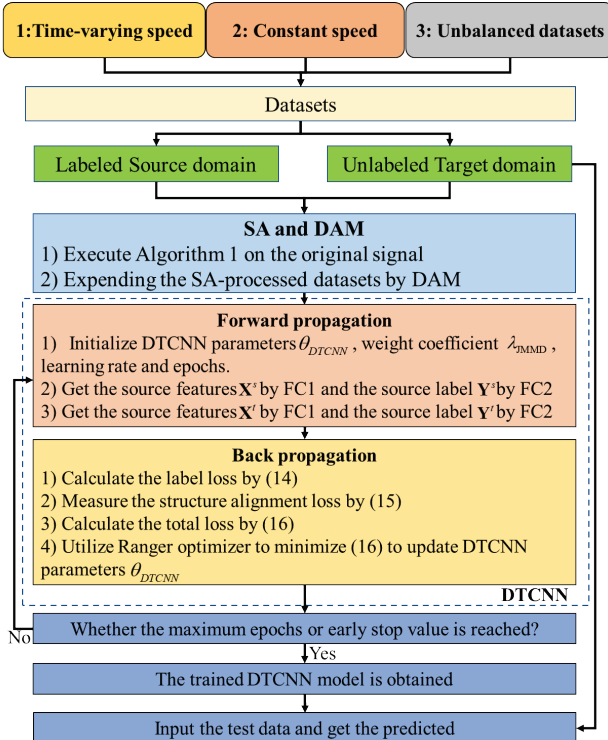 1:Time-varying speed
2: Constant speed
3: Unbalanced datasets
Datasets
Labeled Source domain
Unlabeled Target domain
SA and DAM
1) Execute Algorithm 1 on the original signal
2) Expending the SA-processed datasets by DAM
Forward propagation
1) Initialize DTCNN parameters θ_DTCNN , weight coefficient λ_JMMD ,
learning rate and epochs.
2) Get the source features X^s by FC1 and the source label Y^s by FC2
3) Get the source features X^t by FC1 and the source label Y^t by FC2
Back propagation
1) Calculate the label loss by (14)
2) Measure the structure alignment loss by (15)
3) Calculate the total loss by (16)
4) Utilize Ranger optimizer to minimize (16) to update DTCNN
parameters θ_DTCNN
DTCNN
Whether the maximum epochs or early stop value is reached?
No
Yes
The trained DTCNN model is obtained
Input the test data and get the predicted